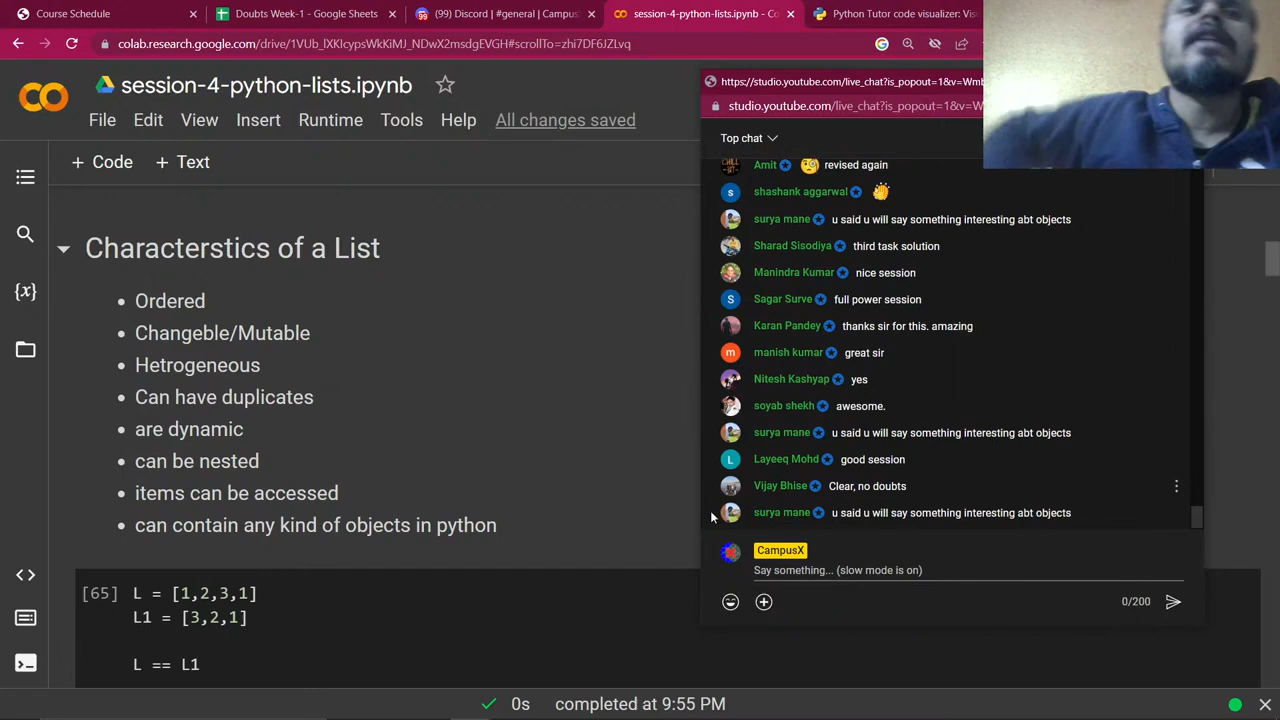 Course Schedule
Doubts Week-1 - Google Sheets
(99) Discord | #general | Campus
session-4-python-lists.ipynb - Co
Python Tutor code visualizer: Vis
colab.research.google.com/drive/1VUb_lXKIcypsWkKiMJ_NDwX2msdgEVGH#scrollTo=zhi7DF6JZLyq
CO
session-4-python-lists.ipynb
File Edit View Insert Runtime Tools Help All changes saved
+ Code + Text
Characterstics of a List
Ordered
Changeble/Mutable
Hetrogeneous
Can have duplicates
are dynamic
can be nested
items can be accessed
can contain any kind of objects in python
[65] L = [1,2,3,1]
L1 = [3,2,1]
L == L1
{x}
0s completed at 9:55 PM
https://studio.youtube.com/live_chat?is_popout=1&v=Wmb
studio.youtube.com/live_chat?is_popout=1&v=W
Top chat
Amit revised again
shashank aggarwal
surya mane u said u will say something interesting abt objects
Sharad Sisodiya third task solution
Manindra Kumar nice session
Sagar Surve full power session
Karan Pandey thanks sir for this. amazing
manish kumar great sir
Nitesh Kashyap yes
soyab shekh awesome.
surya mane u said u will say something interesting abt objects
Layeeq Mohd good session
Vijay Bhise Clear, no doubts
surya mane u said u will say something interesting abt objects
CampusX
Say something... (slow mode is on)
0/200